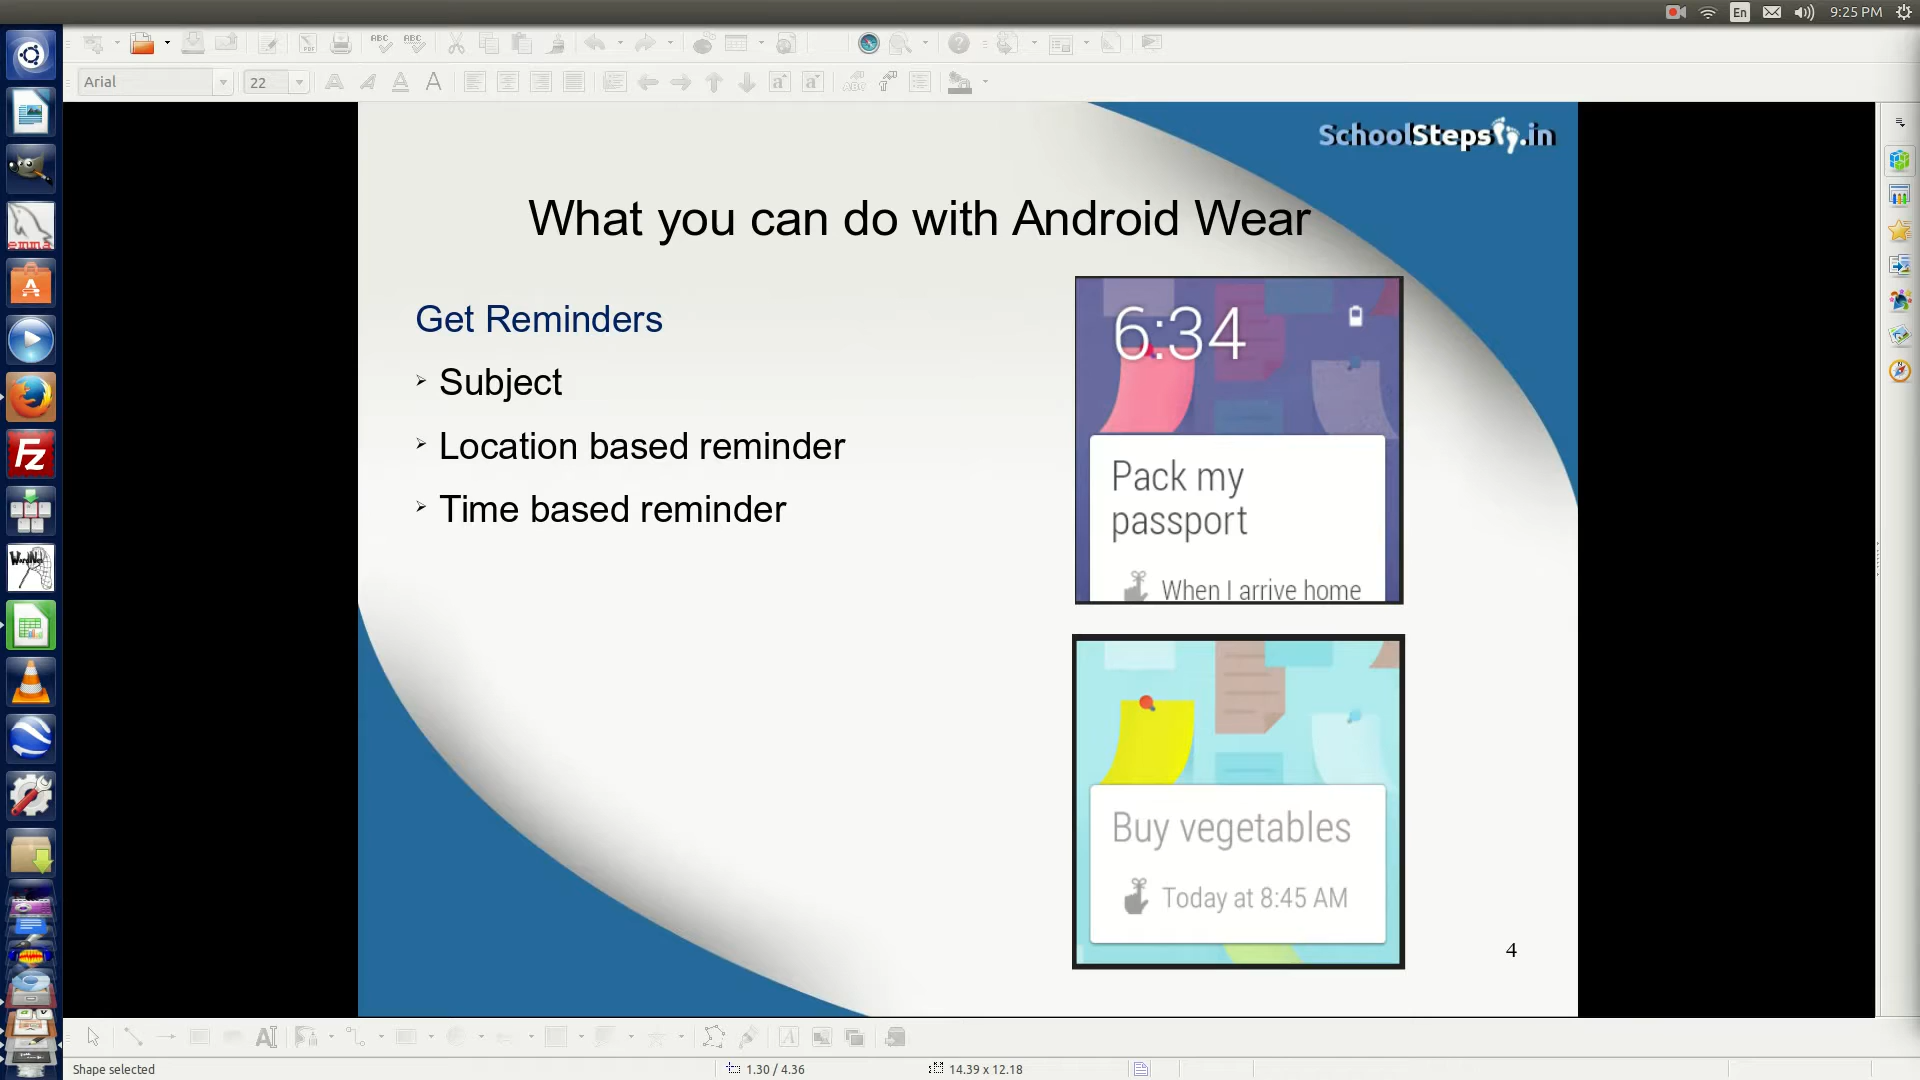 En
9:25 PM
Arial
22
SchoolSteps.in
What you can do with Android Wear
Get Reminders
Subject
Location based reminder
Time based reminder
6:34
Pack my
passport
When I arrive home
Buy vegetables
Today at 8:45 AM
4
Shape selected
1.30 / 4.36
14.39 x 12.18